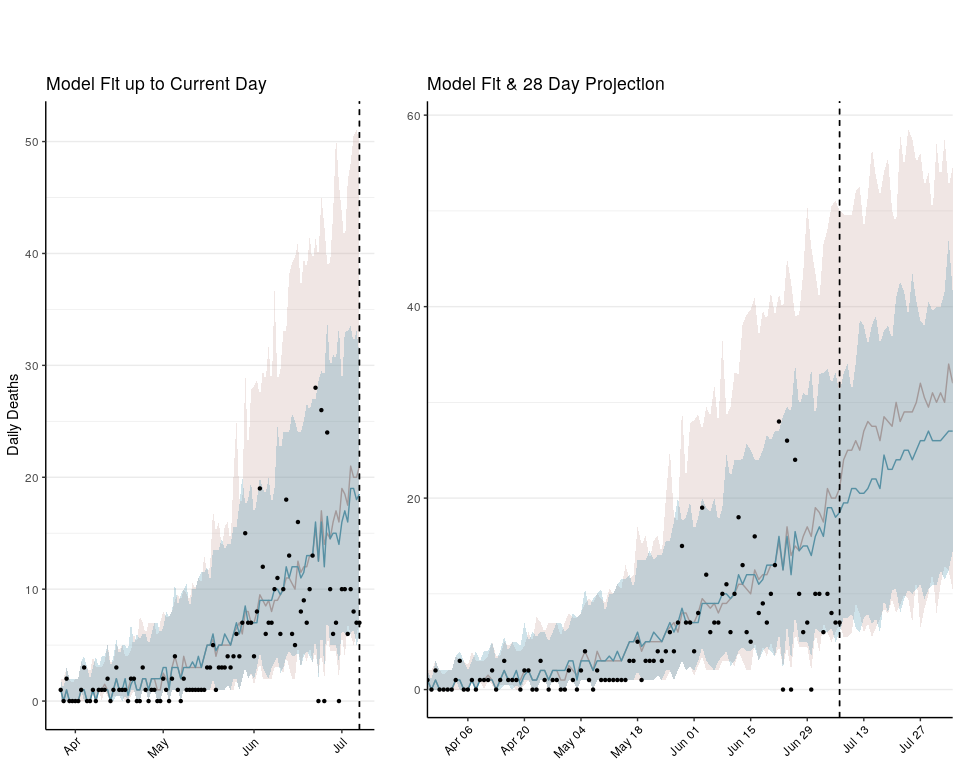 Model Fit up to Current Day
Model Fit & 28 Day Projection
Daily Deaths
50
40
30
20
10
0
Apr
May
Jun
Jul
60
40
20
0
Apr 06
Apr 20
May 04
May 18
Jun 01
Jun 15
Jun 29
Jul 13
Jul 27